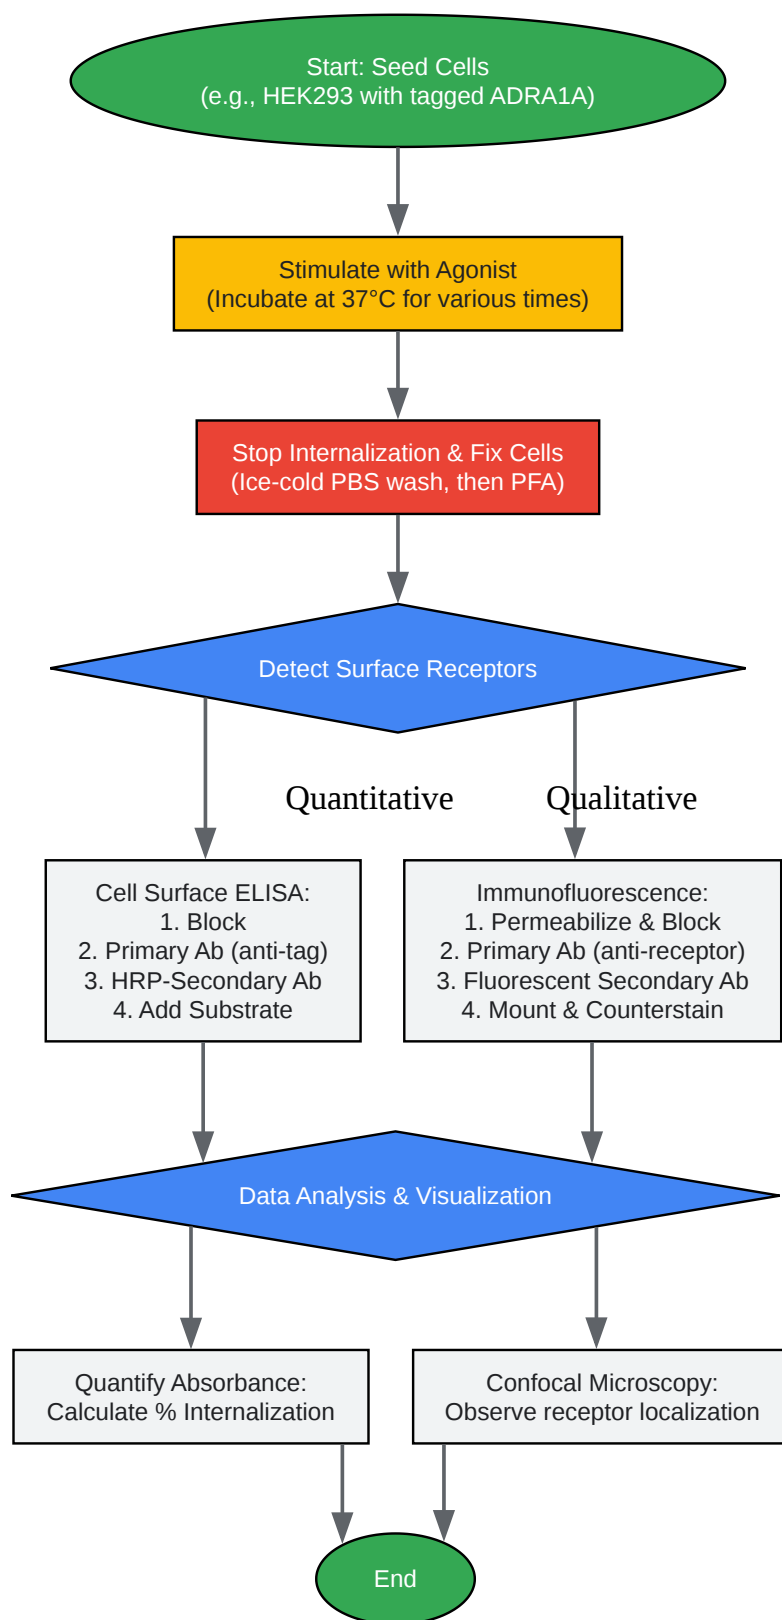 Start: Seed Cells
(e.g., HEK293 with tagged ADRA1A)
Stimulate with Agonist
(Incubate at 37°C for various times)
Stop Internalization & Fix Cells
(Ice-cold PBS wash, then PFA)
Detect Surface Receptors
Quantitative
Qualitative
Cell Surface ELISA:
1. Block
2. Primary Ab (anti-tag)
3. HRP-Secondary Ab
4. Add Substrate
Immunofluorescence:
1. Permeabilize & Block
2. Primary Ab (anti-receptor)
3. Fluorescent Secondary Ab
4. Mount & Counterstain
Data Analysis & Visualization
Quantify Absorbance:
Calculate % Internalization
Confocal Microscopy:
Observe receptor localization
End